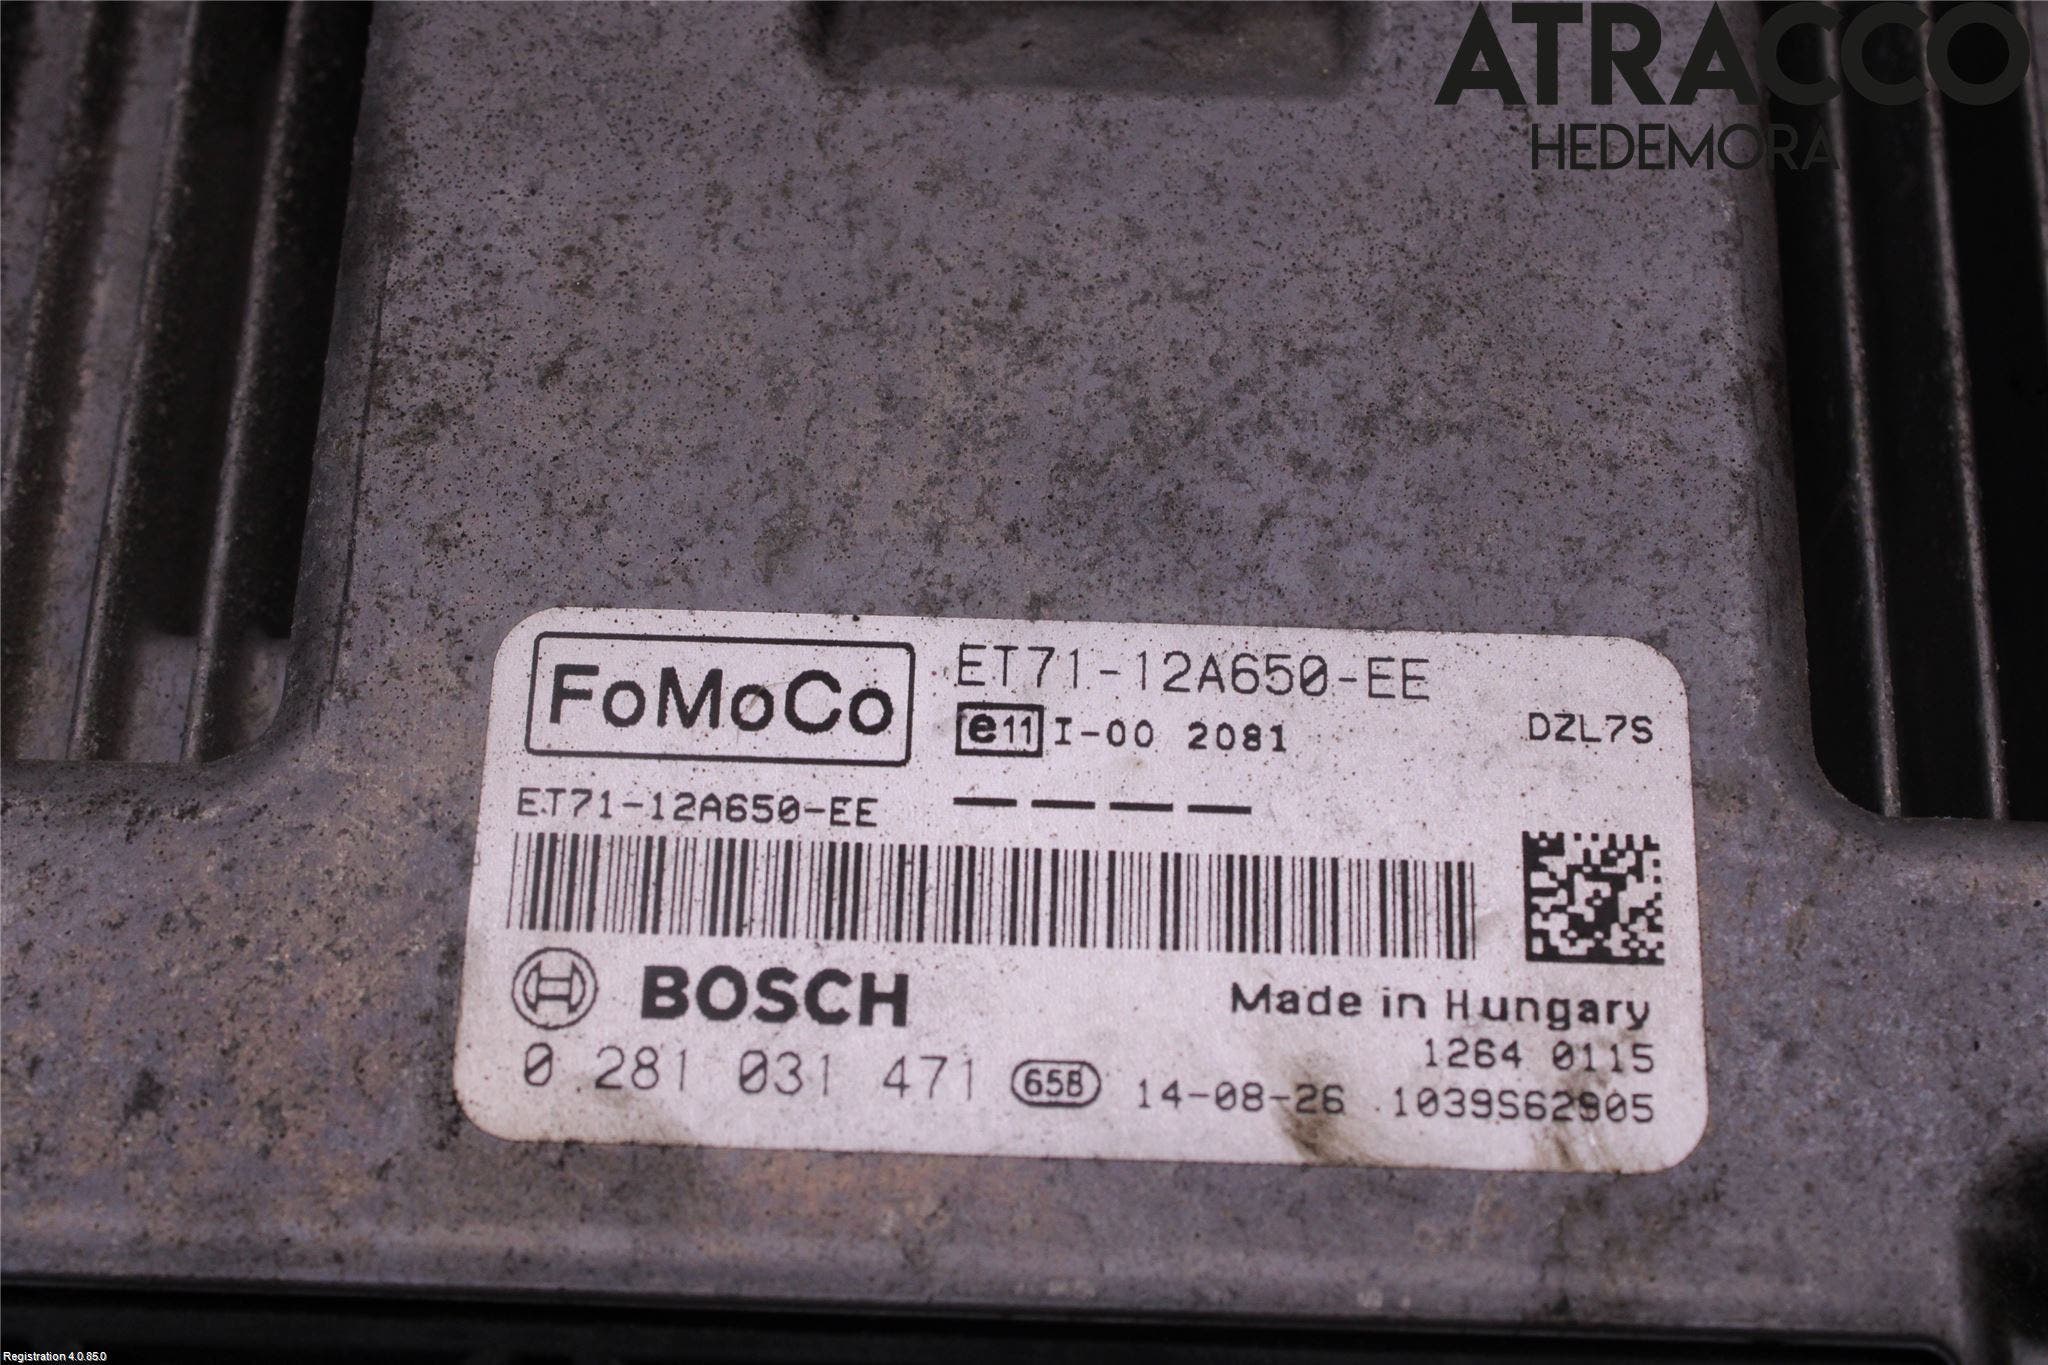 ATRACCO
HEDEMORA
FoMoCo
ET71-12A650-EE
e11 I-00 2081
DZL7S
ET71-12A650-EE
BOSCH
Made in Hungary
1264 0115
0 281 031 471 65B 14-08-26 1039S62905
Registration 4.0.85.0